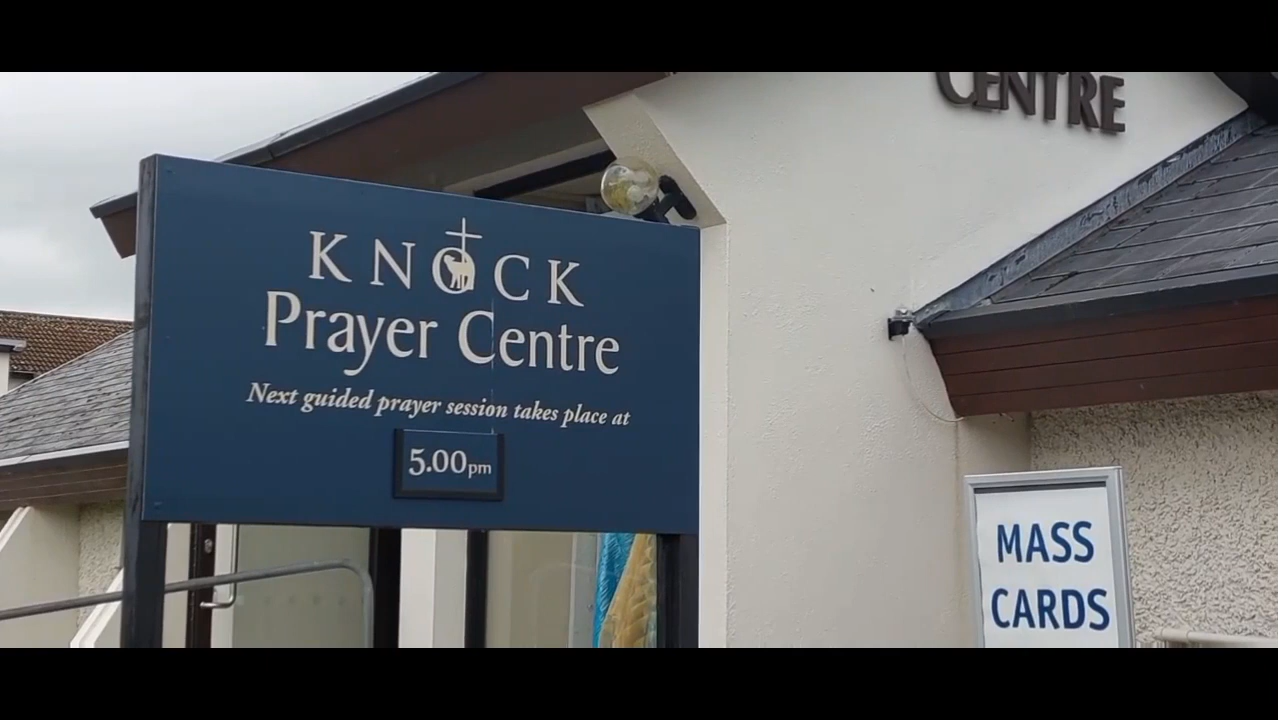 CENTRE
KNOCK
Prayer Centre
Next guided prayer session takes place at
5.00pm
MASS
CARDS